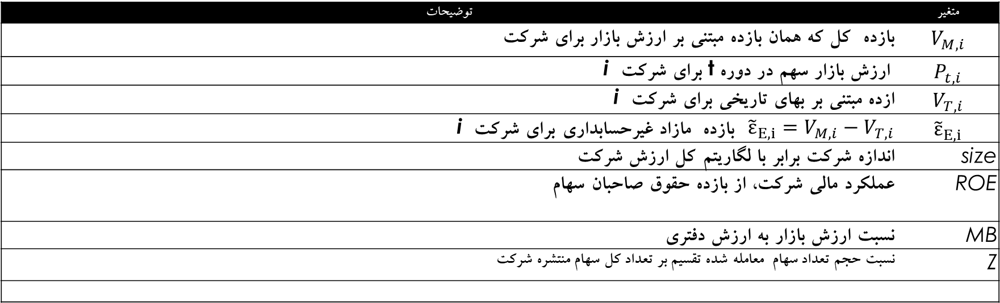 متغیر توضیحات
V_{M,i} بازده کل که همان بازده مبتنی بر ارزش بازار برای شرکت
P_{t,i} ارزش بازار سهم در دوره t برای شرکت i
V_{T,i} ازده مبتنی بر بهای تاریخی برای شرکت i
ε̃_{E,i} ε̃_{E,i} = V_{M,i} − V_{T,i} بازده مازاد غیرحسابداری برای شرکت i
size اندازه شرکت برابر با لگاریتم کل ارزش شرکت
ROE عملکرد مالی شرکت، از بازده حقوق صاحبان سهام
MB نسبت ارزش بازار به ارزش دفتری
Z نسبت حجم تعداد سهام معامله شده تقسیم بر تعداد کل سهام منتشره شرکت